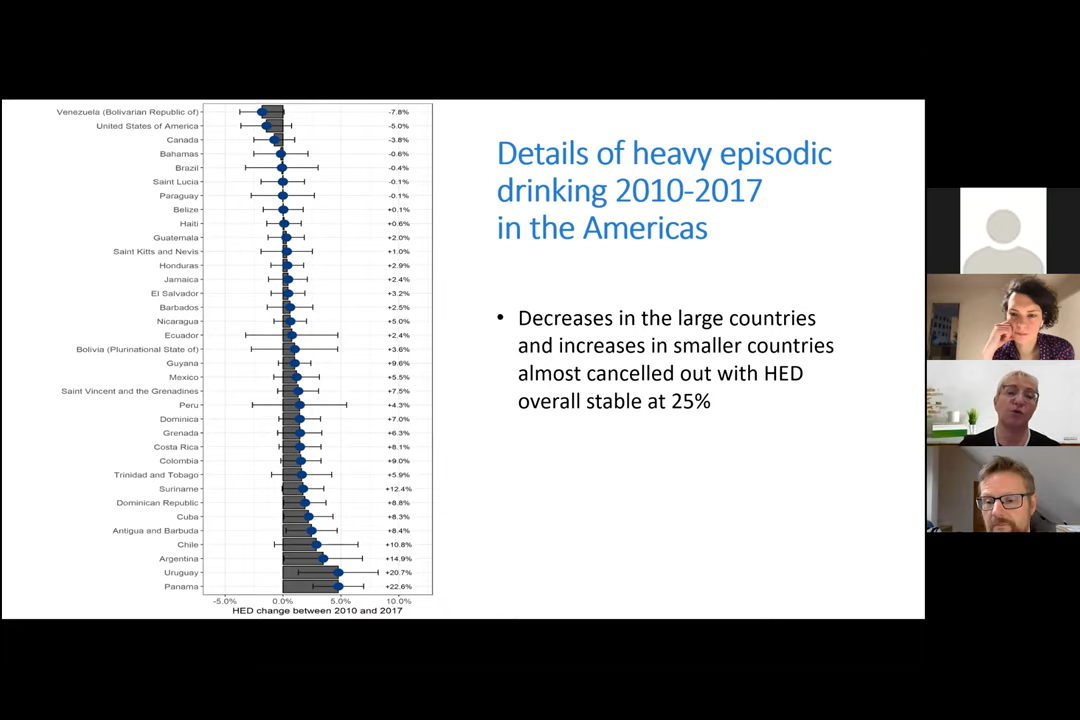 Venezuela (Bolivarian Republic of) -7.8%
United States of America -5.0%
Canada -3.8%
Bahamas -0.6%
Brazil -0.4%
Saint Lucia -0.1%
Paraguay -0.1%
Belize +0.1%
Haiti +0.6%
Guatemala +2.0%
Saint Kitts and Nevis +1.0%
Honduras +2.9%
Jamaica +2.4%
El Salvador +3.2%
Barbados +2.5%
Nicaragua +5.0%
Ecuador +2.4%
Bolivia (Plurinational State of) +3.6%
Guyana +9.6%
Mexico +5.5%
Saint Vincent and the Grenadines +7.5%
Peru +4.3%
Dominica +7.0%
Grenada +6.3%
Costa Rica +8.1%
Colombia +9.0%
Trinidad and Tobago +5.9%
Suriname +12.4%
Dominican Republic +8.8%
Cuba +8.3%
Antigua and Barbuda +8.4%
Chile +10.8%
Argentina +14.9%
Uruguay +20.7%
Panama +22.6%
-5.0% 0.0% 5.0% 10.0%
HED change between 2010 and 2017
Details of heavy episodic
drinking 2010-2017
in the Americas
• Decreases in the large countries
and increases in smaller countries
almost cancelled out with HED
overall stable at 25%